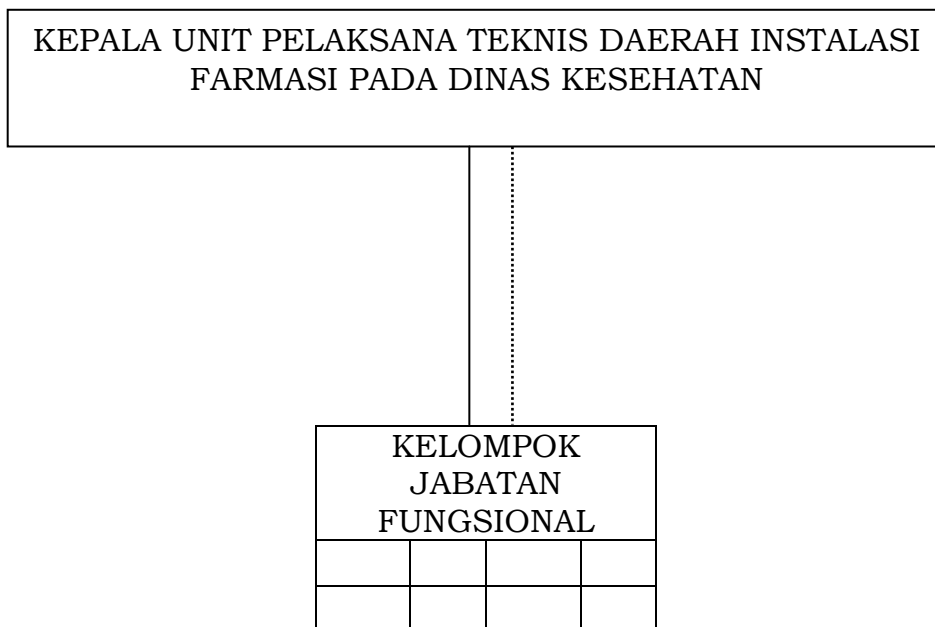 KEPALA UNIT PELAKSANA TEKNIS DAERAH INSTALASI
FARMASI PADA DINAS KESEHATAN
KELOMPOK
JABATAN
FUNGSIONAL